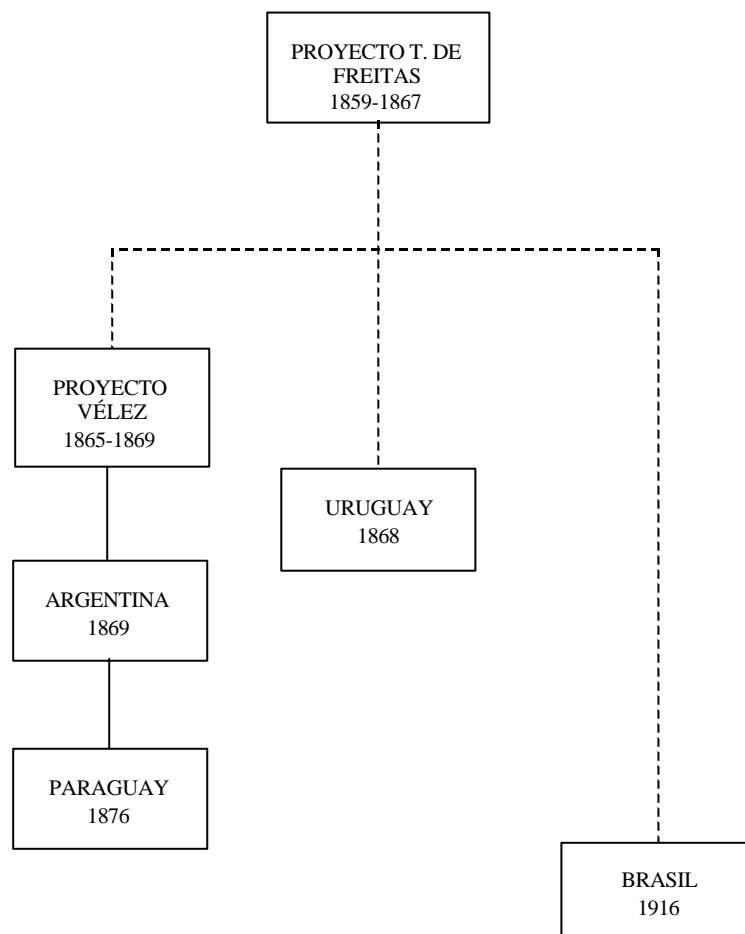 PROYECTO T. DE
FREITAS
1859-1867
PROYECTO
VÉLEZ
1865-1869
URUGUAY
1868
ARGENTINA
1869
PARAGUAY
1876
BRASIL
1916